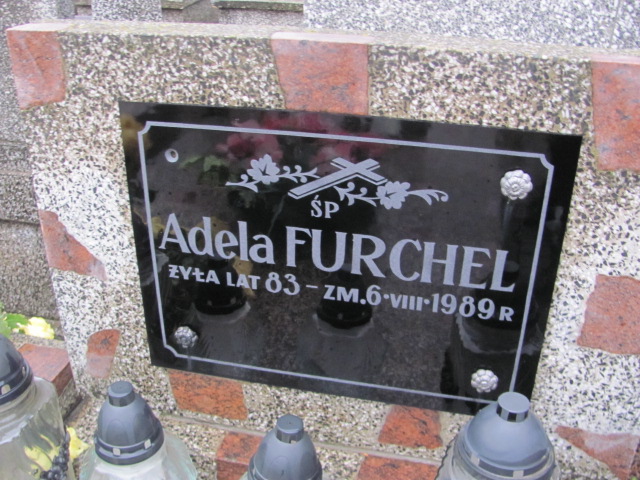 ŚP
Adela FURCHEL
ŻYŁA LAT 83 – ZM. 6·VIII·1989 R